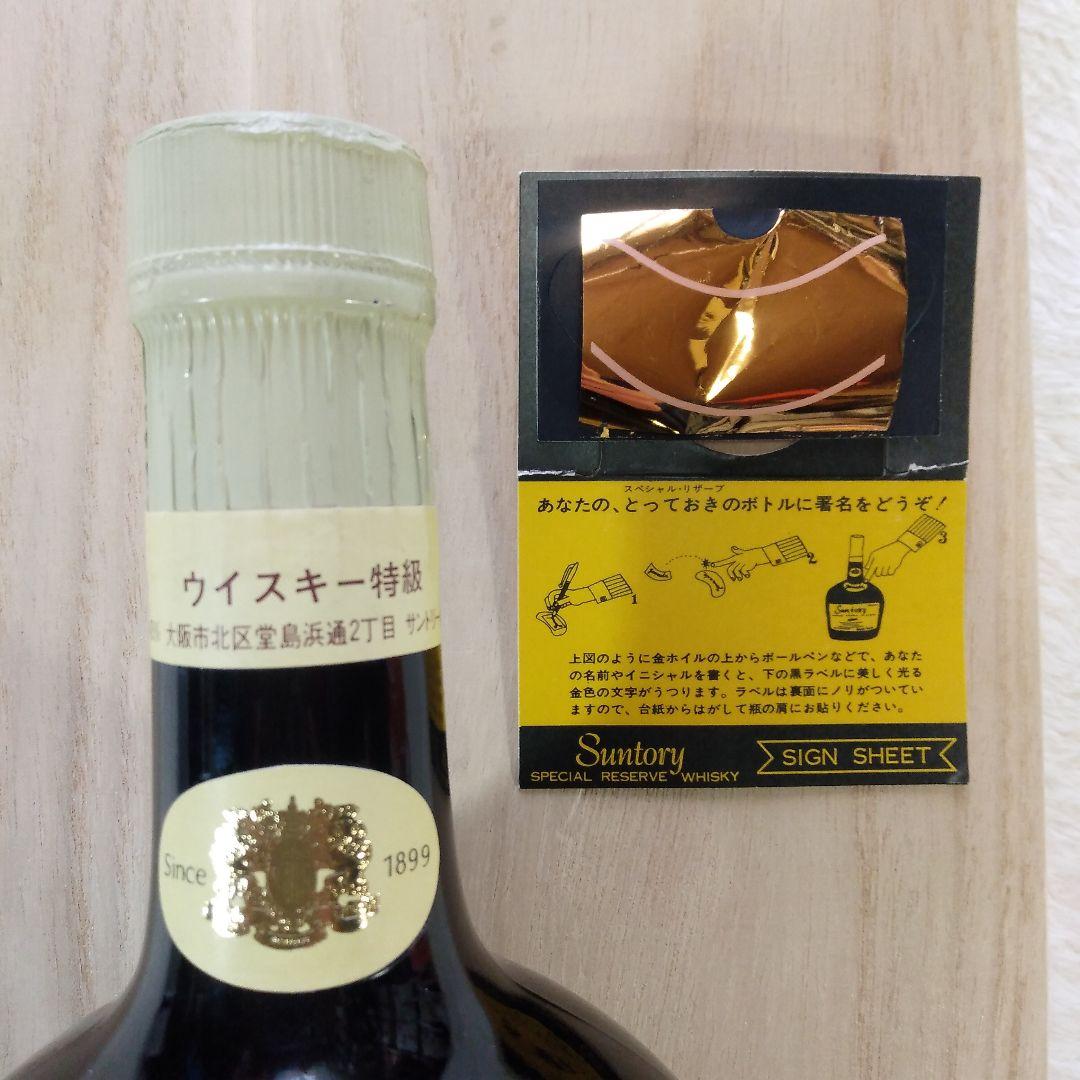 ウイスキー特級
大阪市北区堂島浜通2丁目 サントリー
Since 1899
スペシャル・リザーブ
あなたの、とっておきのボトルに署名をどうぞ!
1
2
3
Suntory
上図のように金ホイルの上からボールペンなどで、あなた
の名前やイニシャルを書くと、下の黒ラベルに美しく光る
金色の文字がうつります。ラベルは裏面にノリがついてい
ますので、台紙からはがして瓶の肩にお貼りください。
Suntory
SPECIAL RESERVE WHISKY
SIGN SHEET